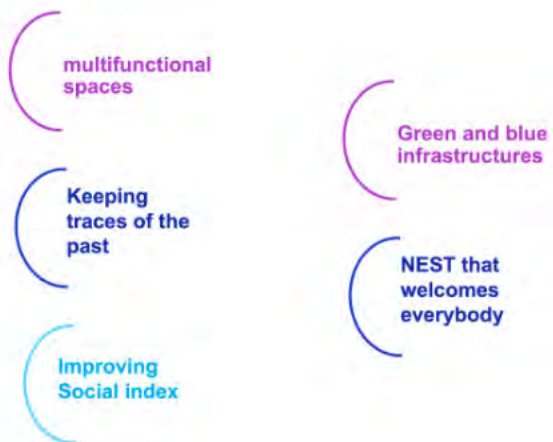 multifunctional
spaces
Keeping
traces of the
past
Improving
Social index
Green and blue
infrastructures
NEST that
welcomes
everybody